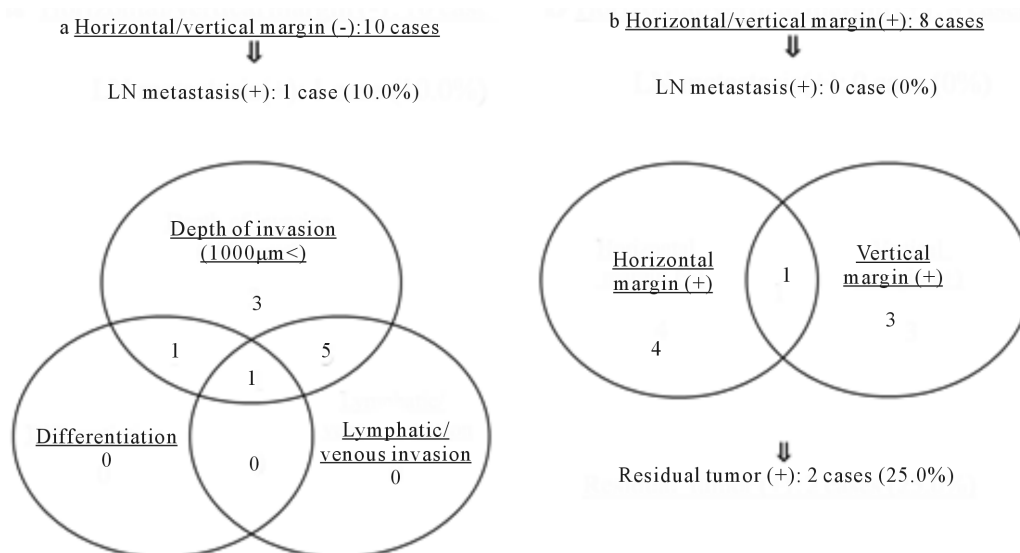 a Horizontal/vertical margin (-):10 cases
⇓
LN metastasis(+): 1 case (10.0%)
Depth of invasion
(1000μm<)
3
1
5
1
Differentiation
0
0
Lymphatic/
venous invasion
0
b Horizontal/vertical margin(+): 8 cases
⇓
LN metastasis(+): 0 case (0%)
Horizontal
margin (+)
4
1
Vertical
margin (+)
3
⇓
Residual tumor (+): 2 cases (25.0%)